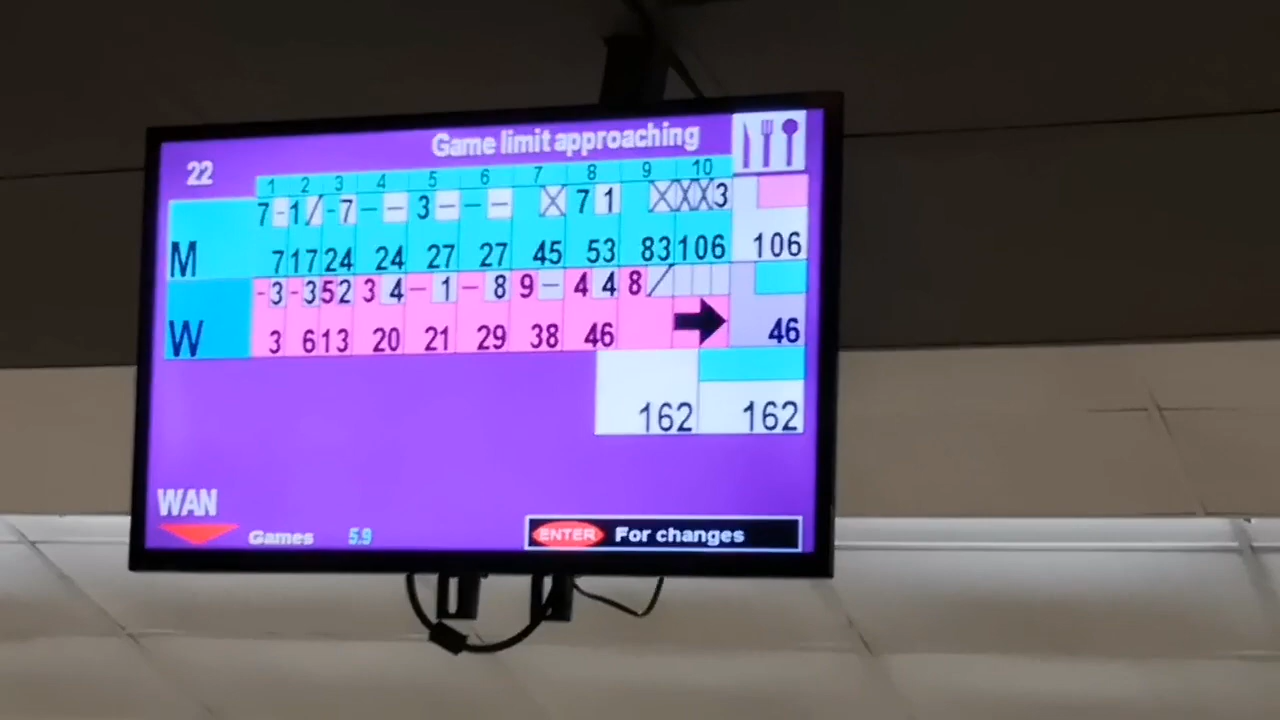 Game limit approaching
22
1 2 3 4 5 6 7 8 9 10
7 - 1 / - 7 - - 3 - - - X 7 1 X X X 3
M 7 17 24 24 27 27 45 53 83 106 106
- 3 - 3 5 2 3 4 - 1 - 8 9 - 4 4 8 /
W 3 6 13 20 21 29 38 46 46
162 162
WAN
Games 5.9 ENTER For changes